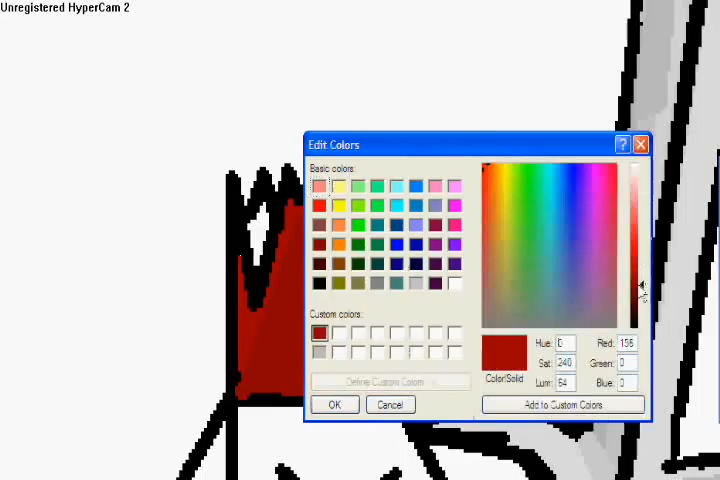 Unregistered HyperCam 2
Edit Colors
Basic colors:
Custom colors:
Define Custom Colors >>
OK
Cancel
Hue: 0
Red: 156
Sat: 240
Green: 0
Color|Solid
Lum: 64
Blue: 0
Add to Custom Colors